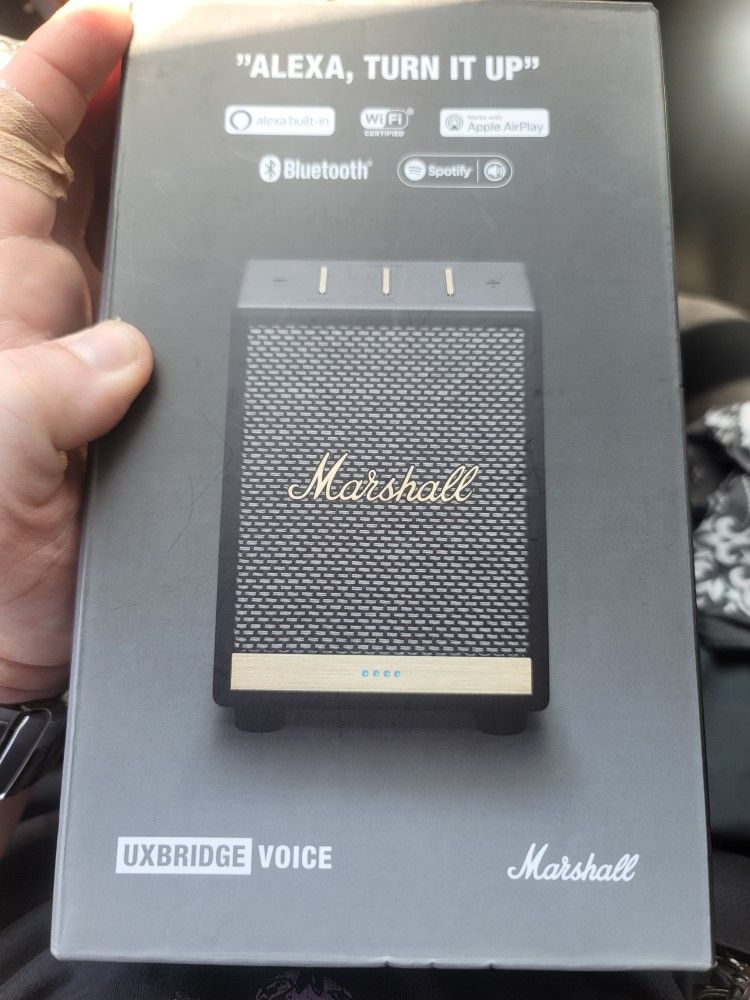 ”ALEXA, TURN IT UP”
alexa built-in
WiFi® CERTIFIED
Works with Apple AirPlay
Bluetooth®
Spotify
Marshall
UXBRIDGE VOICE
Marshall